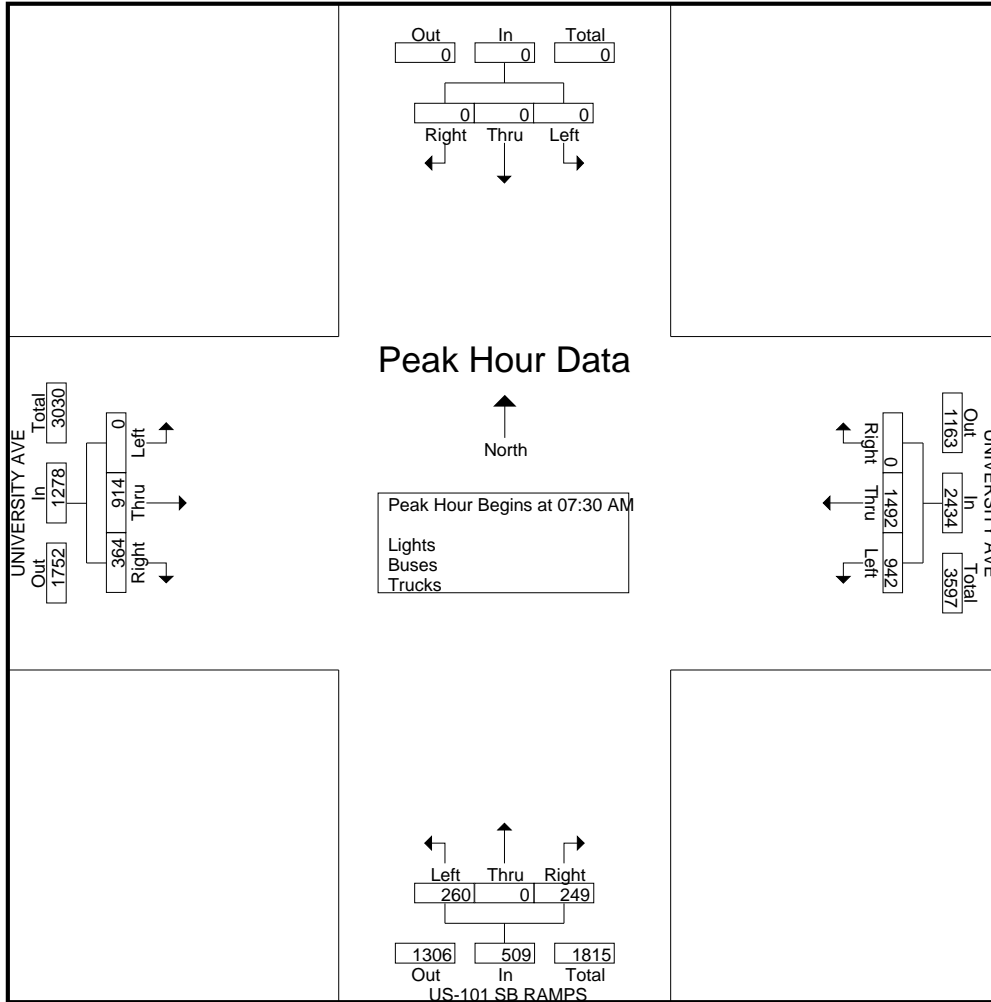 Out In Total
0 0 0
0 0 0
Right Thru Left
Peak Hour Data
North
Peak Hour Begins at 07:30 AM
Lights
Buses
Trucks
UNIVERSITY AVE
Out In Total
1752 1278 3030
0 914 364
Left Thru Right
Right Thru Left
0 1492 942
Out In Total
1163 2434 3597
UNIVERSITY AVE
Left Thru Right
260 0 249
1306 509 1815
Out In Total
US-101 SB RAMPS